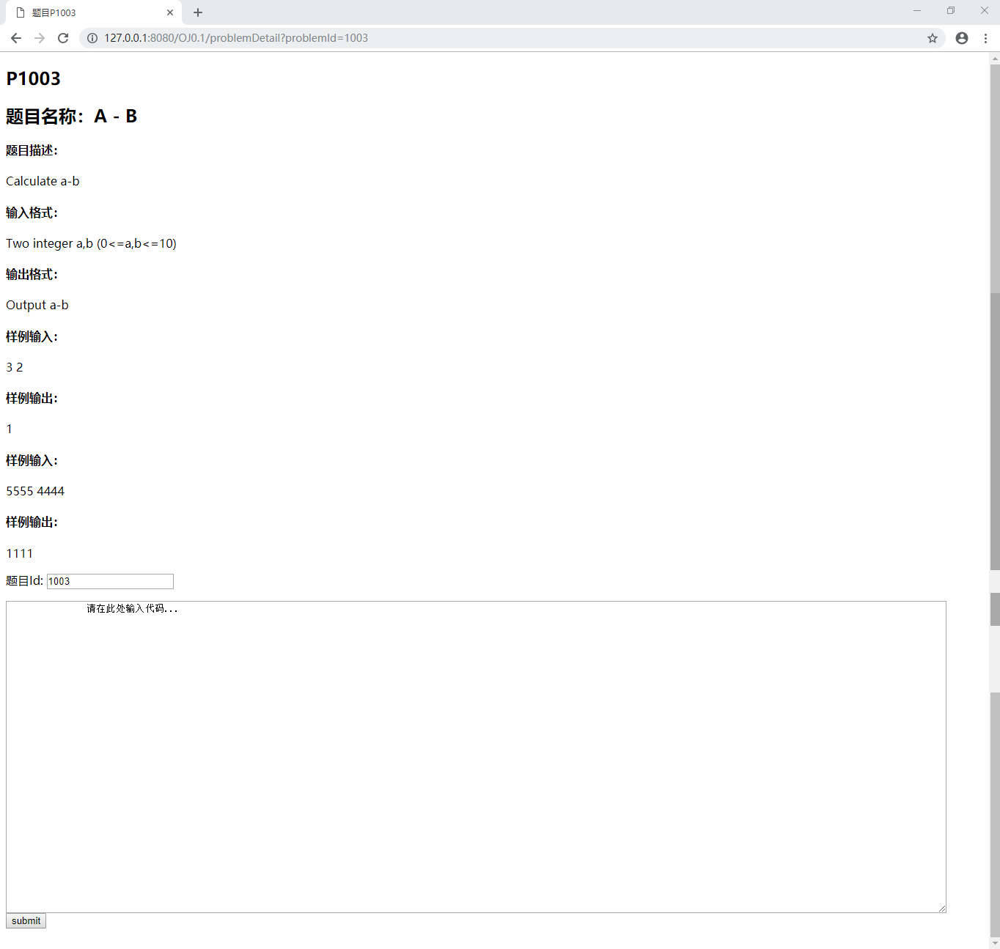 题目P1003
127.0.0.1:8080/OJ0.1/problemDetail?problemId=1003
P1003
题目名称：A - B
题目描述：
Calculate a-b
输入格式：
Two integer a,b (0<=a,b<=10)
输出格式：
Output a-b
样例输入：
3 2
样例输出：
1
样例输入：
5555 4444
样例输出：
1111
题目Id: 1003
请在此处输入代码...
submit